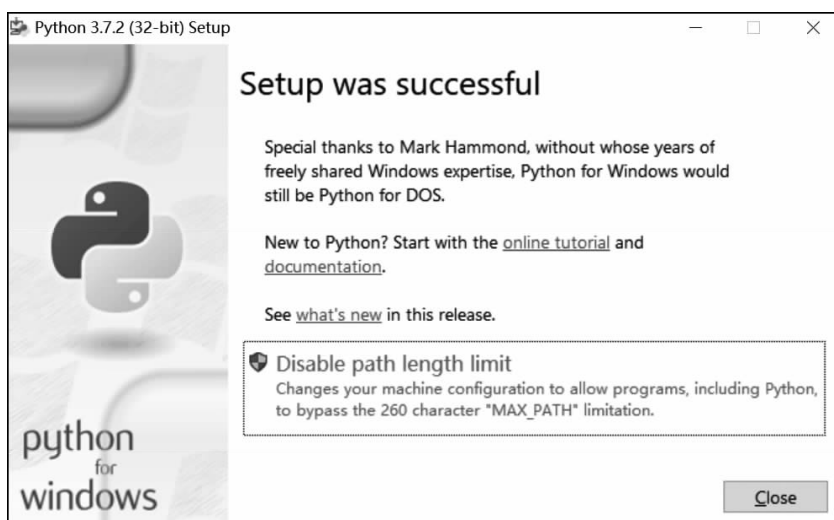 Python 3.7.2 (32-bit) Setup
Setup was successful
Special thanks to Mark Hammond, without whose years of
freely shared Windows expertise, Python for Windows would
still be Python for DOS.
New to Python? Start with the online tutorial and
documentation.
See what's new in this release.
Disable path length limit
Changes your machine configuration to allow programs, including Python,
to bypass the 260 character "MAX_PATH" limitation.
python
for
windows
Close